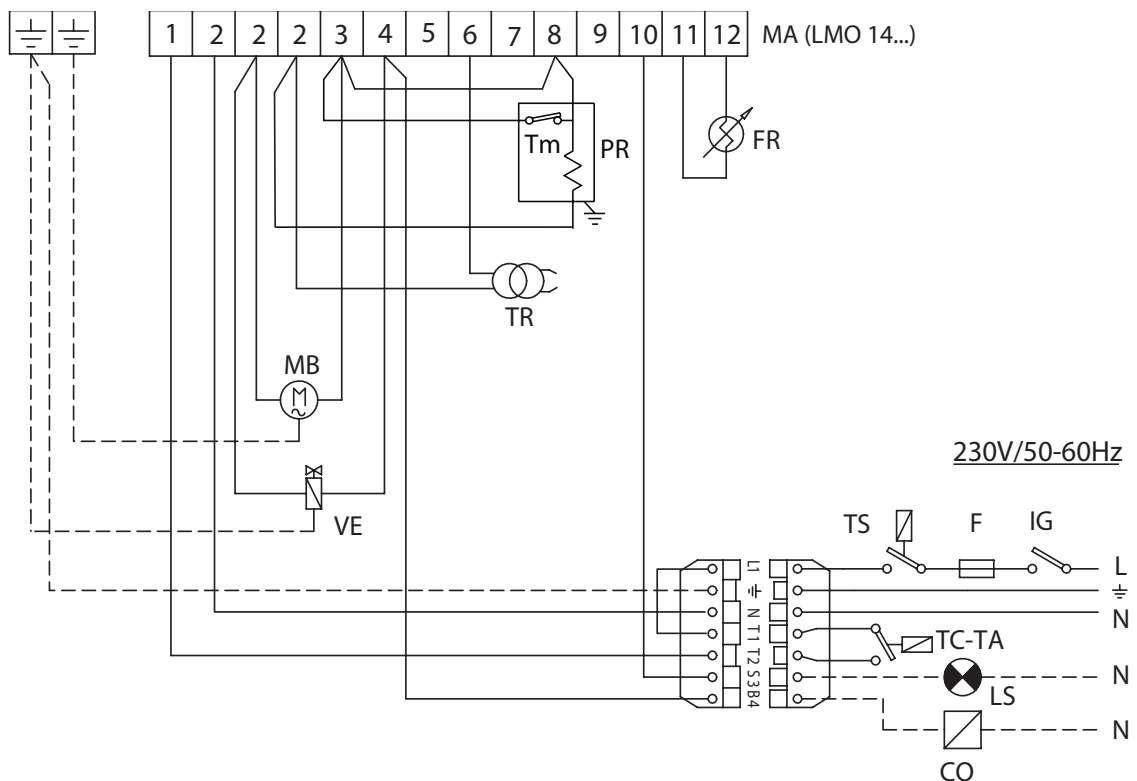 1 2 2 2 3 4 5 6 7 8 9 10 11 12 MA (LMO 14...)
Tm
PR
FR
TR
MB
M
VE
230V/50-60Hz
TS
F
IG
L
N
TC-TA
N
LS
N
CO
L1
N
T1
T2
S3
B4